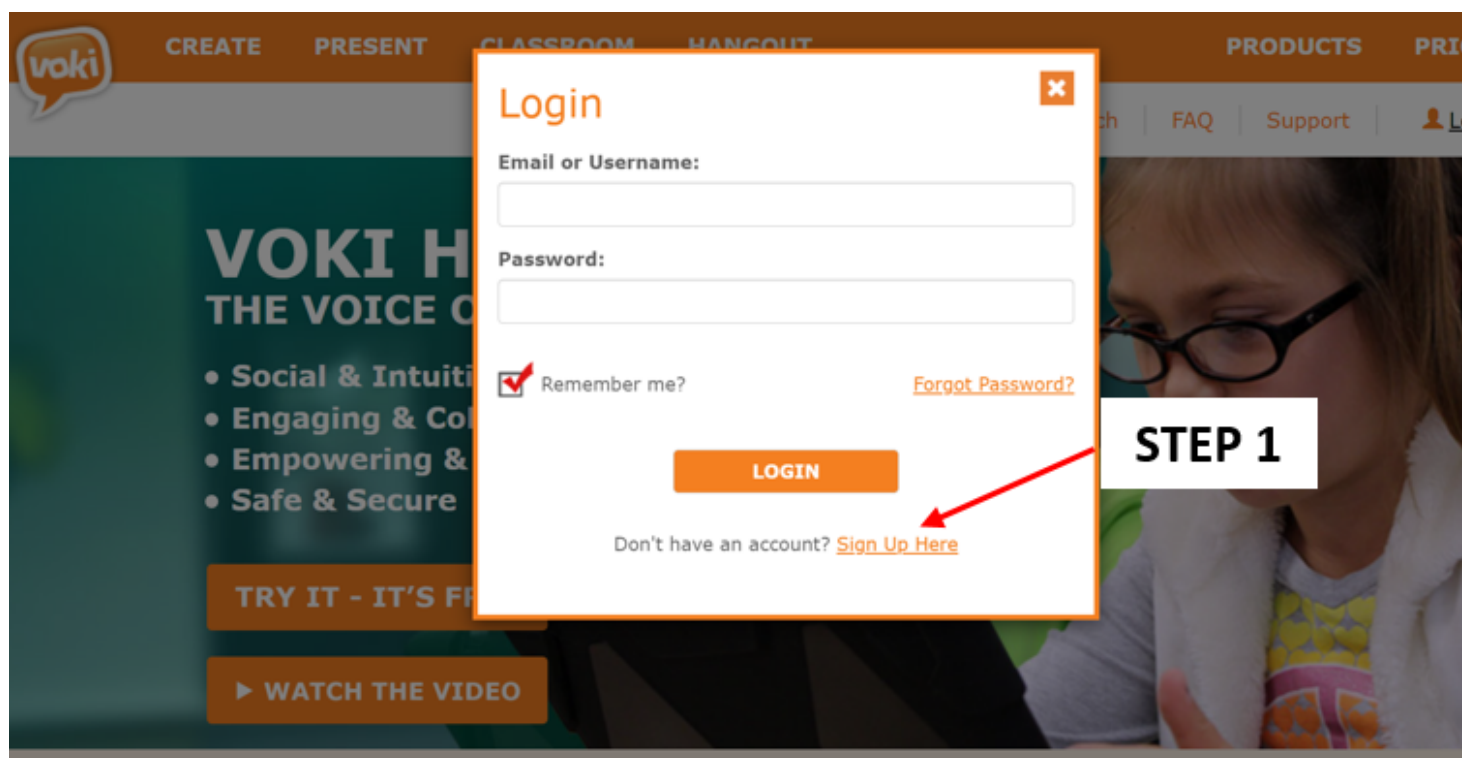 voki
CREATE PRESENT CLASSROOM HANGOUT PRODUCTS
FAQ Support
Login
Email or Username:
Password:
Remember me? Forgot Password?
LOGIN
Don't have an account? Sign Up Here
STEP 1
VOKI
THE VOICE
• Social &
• Engaging &
• Empowering &
• Safe & Secure
TRY IT - IT'S
WATCH THE VIDEO